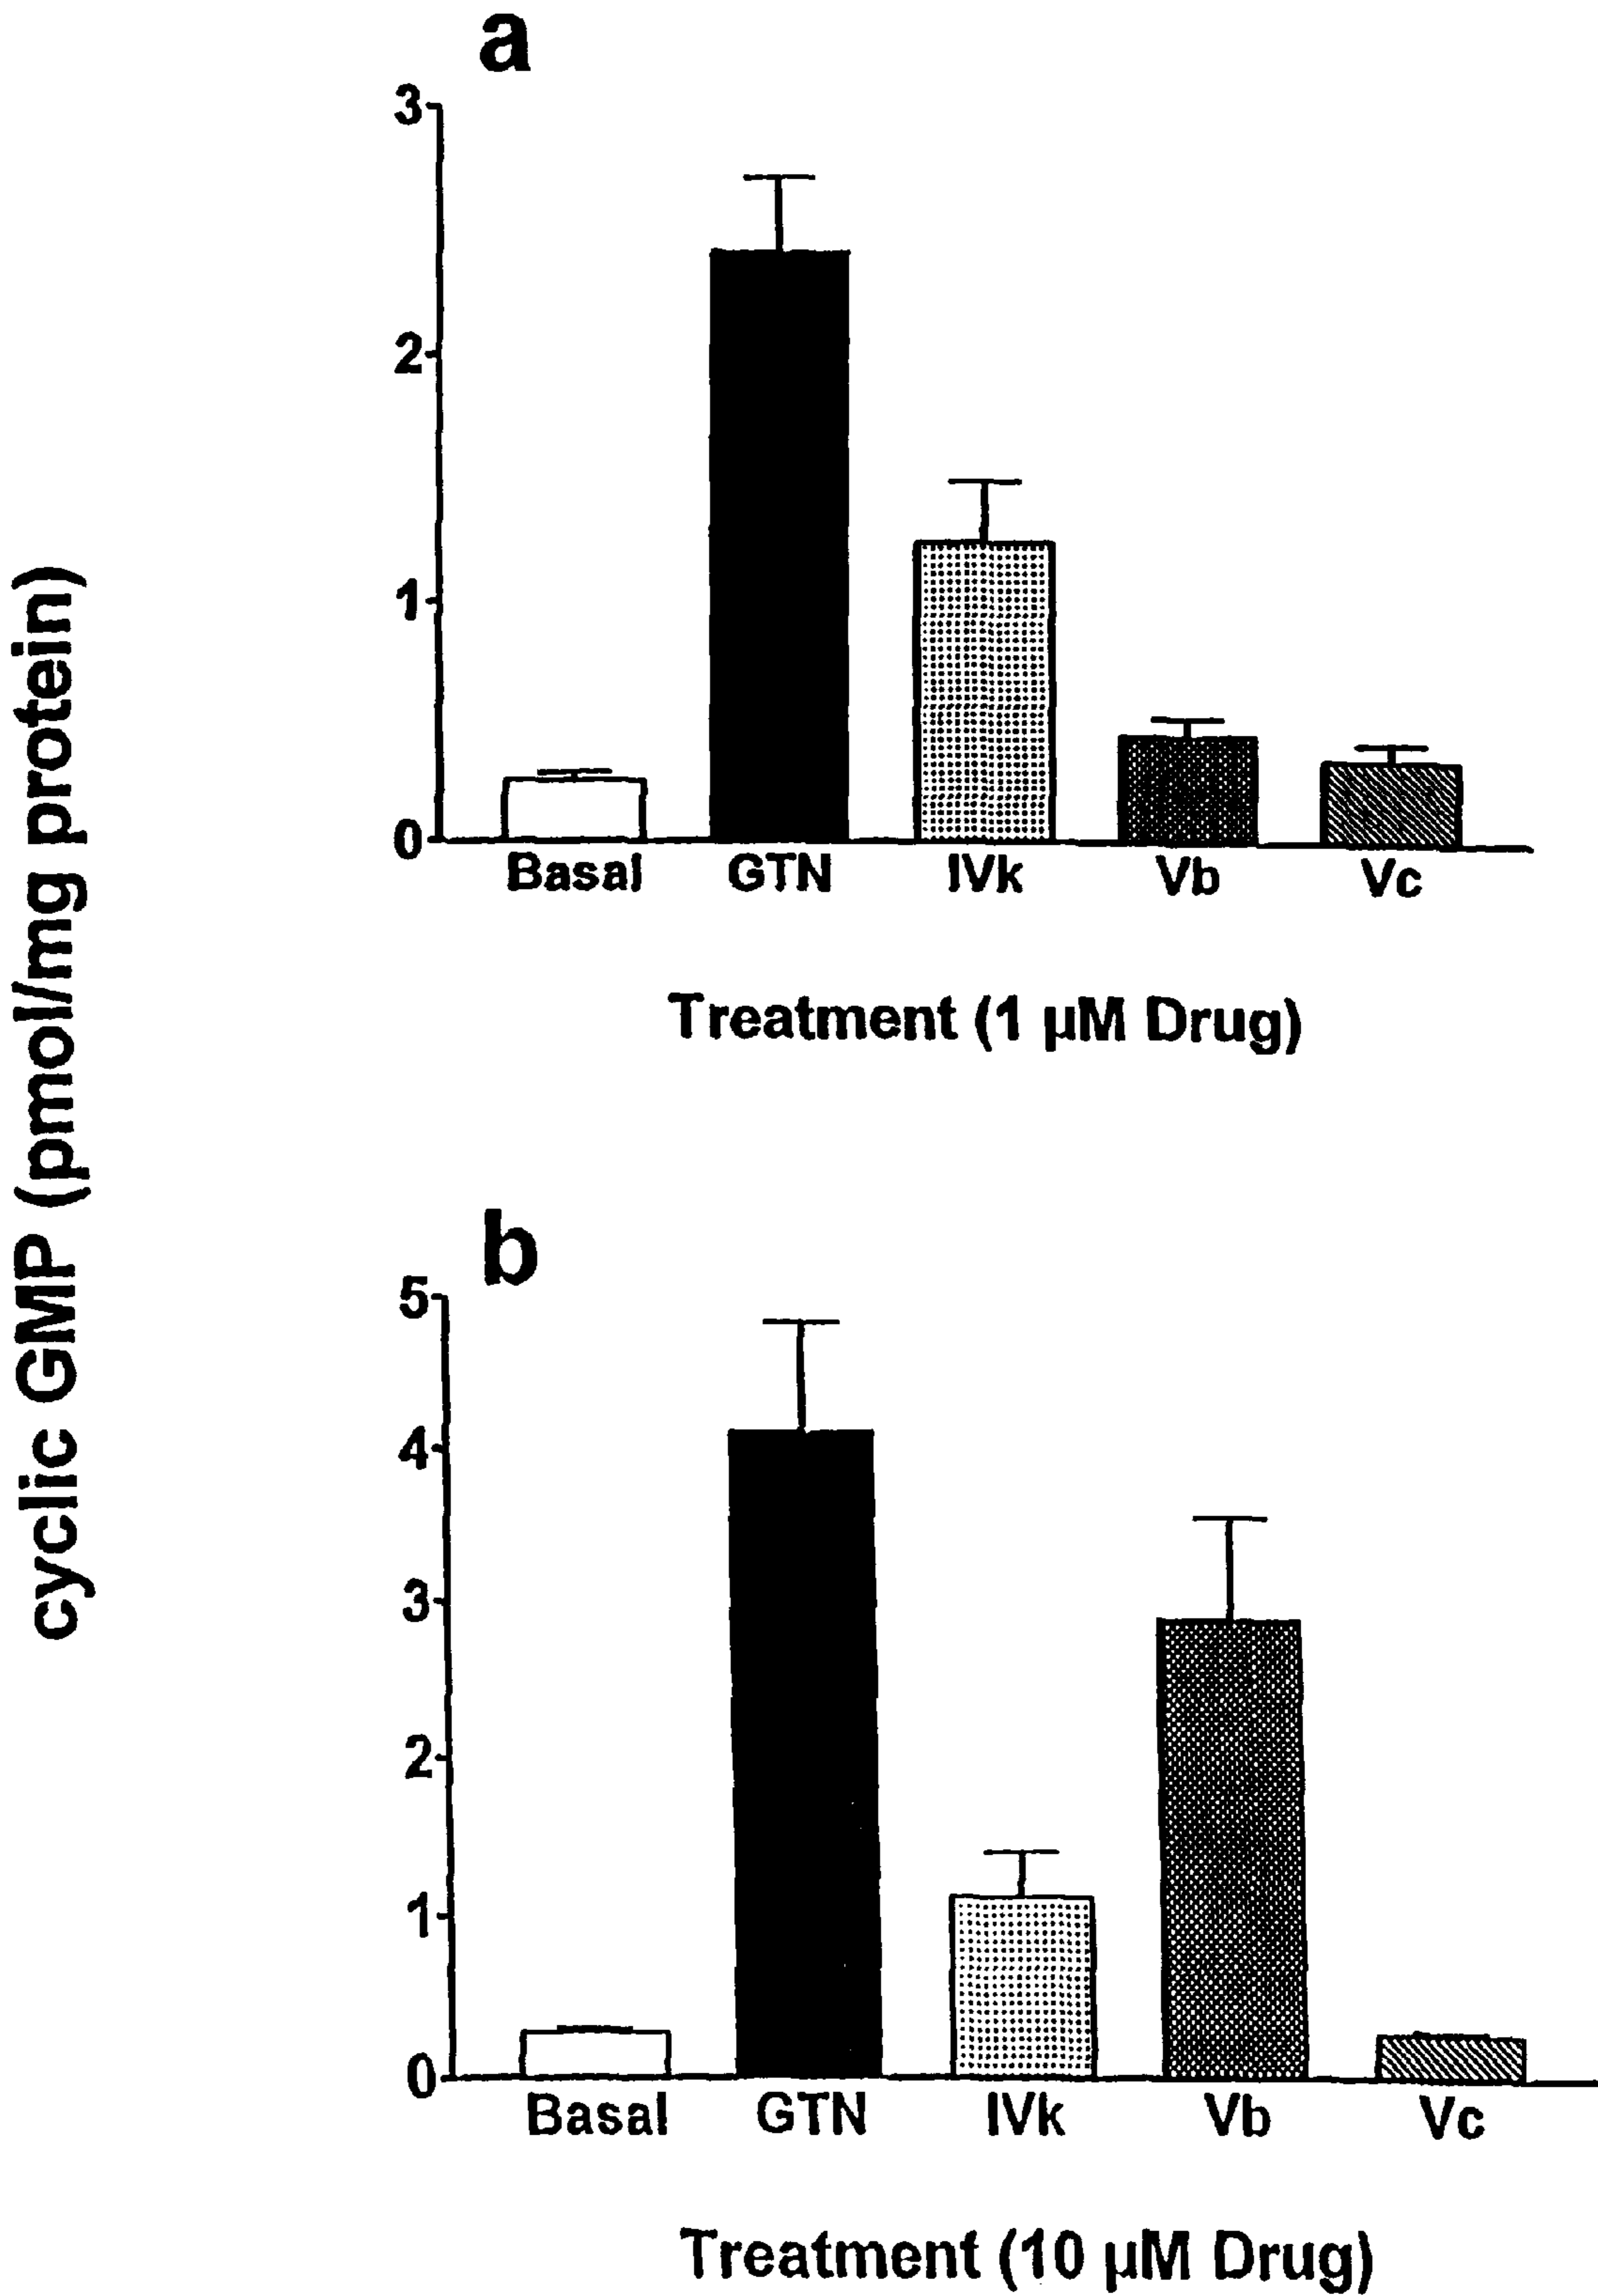 cyclic GMP (pmol/mg protein)
a
3
2
1
0
Basal GTN IVk Vb Vc
Treatment (1 µM Drug)
b
5
4
3
2
1
0
Basal GTN IVk Vb Vc
Treatment (10 µM Drug)